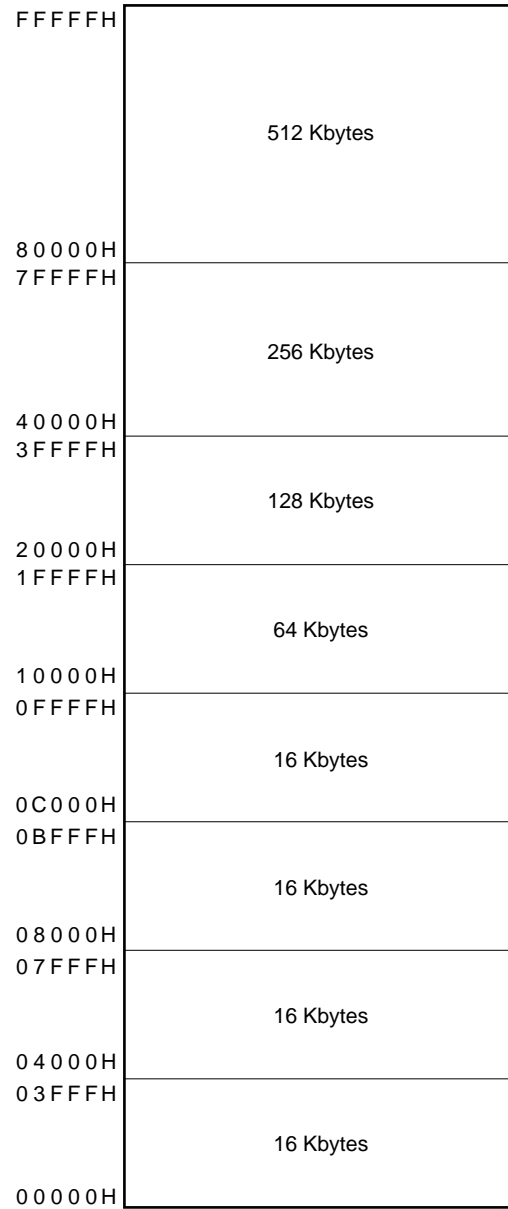 FFFFFH
512 Kbytes
80000H
7FFFFH
256 Kbytes
40000H
3FFFFH
128 Kbytes
20000H
1FFFFH
64 Kbytes
10000H
0FFFFH
16 Kbytes
0C000H
0BFFFH
16 Kbytes
08000H
07FFFH
16 Kbytes
04000H
03FFFH
16 Kbytes
00000H